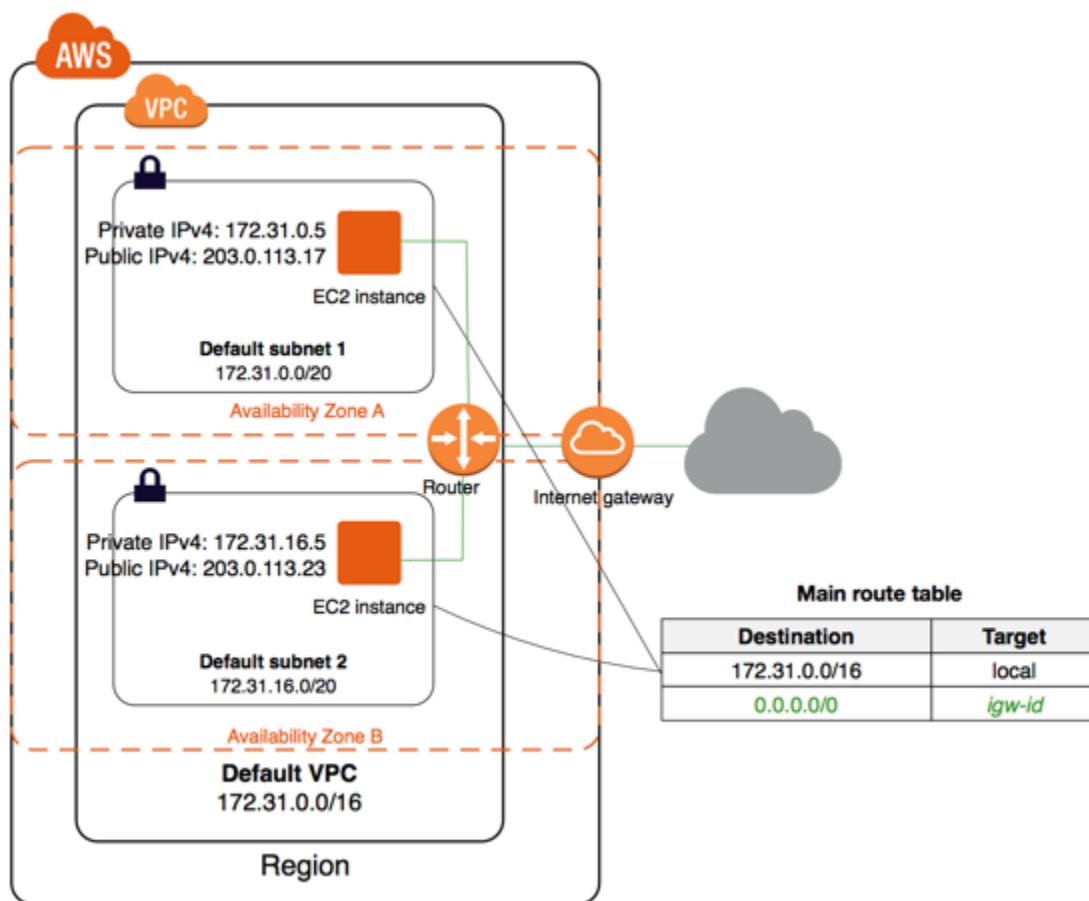 AWS
VPC
Private IPv4: 172.31.0.5
Public IPv4: 203.0.113.17
EC2 instance
Default subnet 1
172.31.0.0/20
Availability Zone A
Router
Internet gateway
Private IPv4: 172.31.16.5
Public IPv4: 203.0.113.23
EC2 instance
Default subnet 2
172.31.16.0/20
Availability Zone B
Default VPC
172.31.0.0/16
Region
Main route table
Destination Target
172.31.0.0/16 local
0.0.0.0/0 igw-id